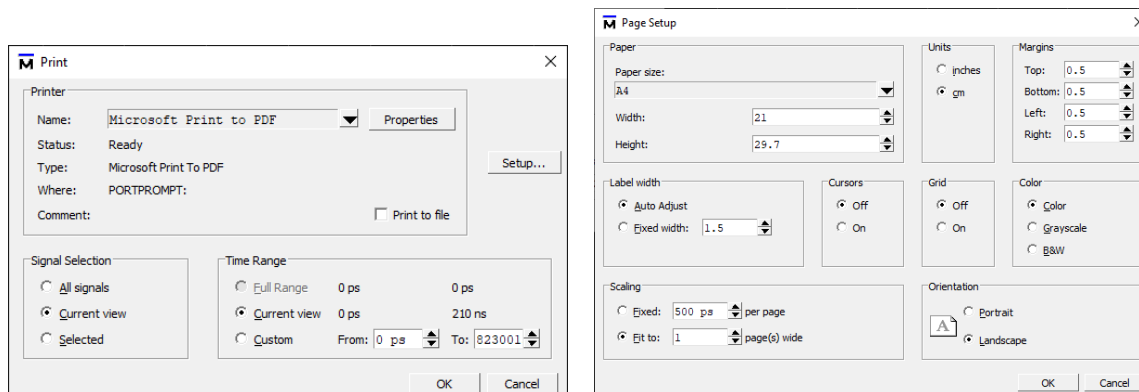 Print
Printer
Name: Microsoft Print to PDF Properties
Status: Ready
Type: Microsoft Print To PDF
Where: PORTPROMPT:
Comment: Print to file
Setup...
Signal Selection
All signals
Current view
Selected
Time Range
Full Range 0 ps 0 ps
Current view 0 ps 210 ns
Custom From: 0 ps To: 823001
OK Cancel
Page Setup
Paper
Paper size:
A4
Width: 21
Height: 29.7
Units
inches
cm
Margins
Top: 0.5
Bottom: 0.5
Left: 0.5
Right: 0.5
Label width
Auto Adjust
Fixed width: 1.5
Cursors
Off
On
Grid
Off
On
Color
Color
Grayscale
B&W
Scaling
Fixed: 500 ps per page
Fit to: 1 page(s) wide
Orientation
A
Portrait
Landscape
OK Cancel